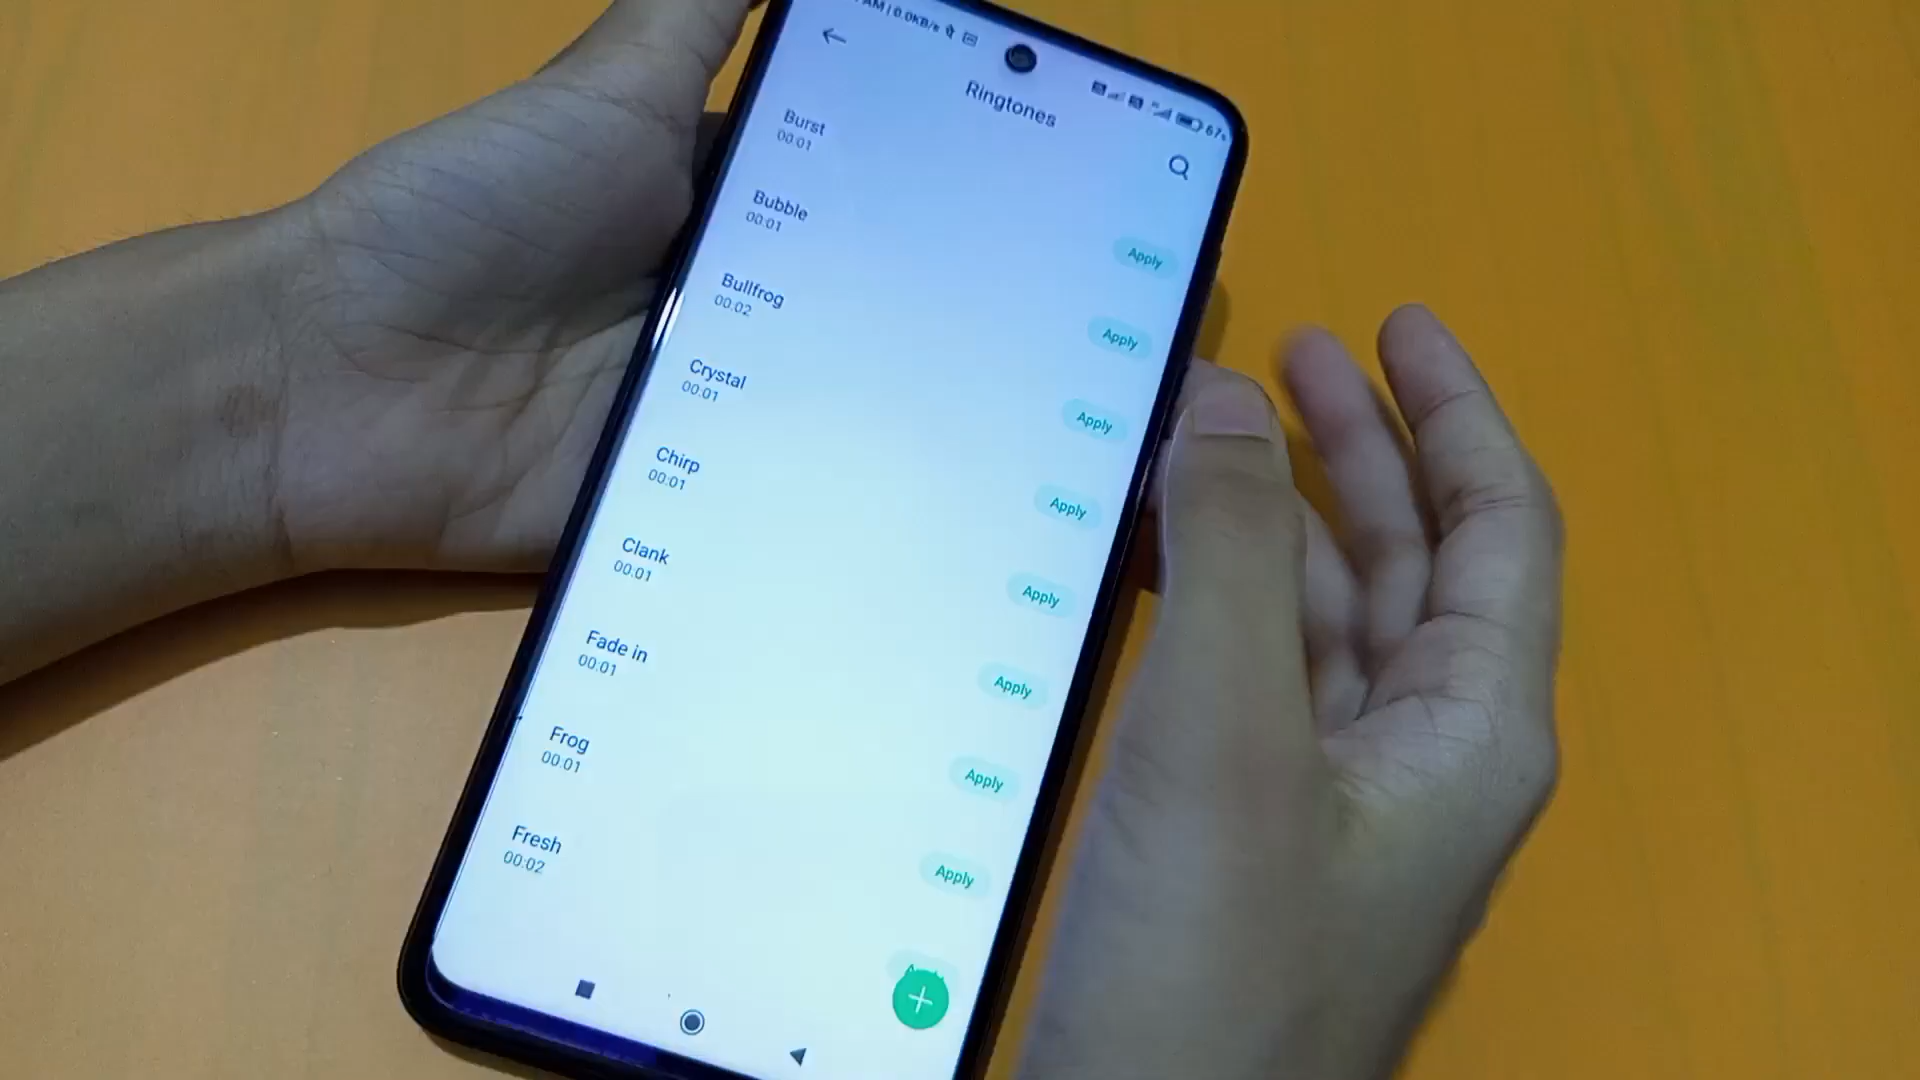 AM | 0.0KB/s
67%
Ringtones
Burst
00:01
Apply
Bubble
00:01
Apply
Bullfrog
00:02
Apply
Crystal
00:01
Apply
Chirp
00:01
Apply
Clank
00:01
Apply
Fade in
00:01
Apply
Frog
00:01
Apply
Fresh
00:02